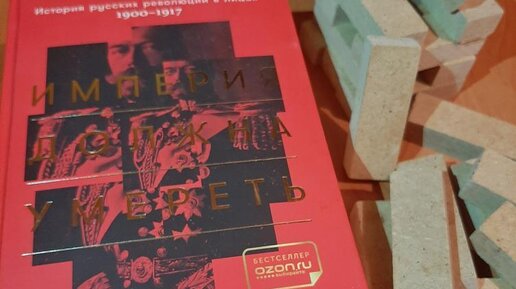 История русских революций в лицах
1900–1917
ИМПЕРИЯ
ДОЛЖНА
УМЕРЕТЬ
БЕСТСЕЛЛЕР
ozon.ru